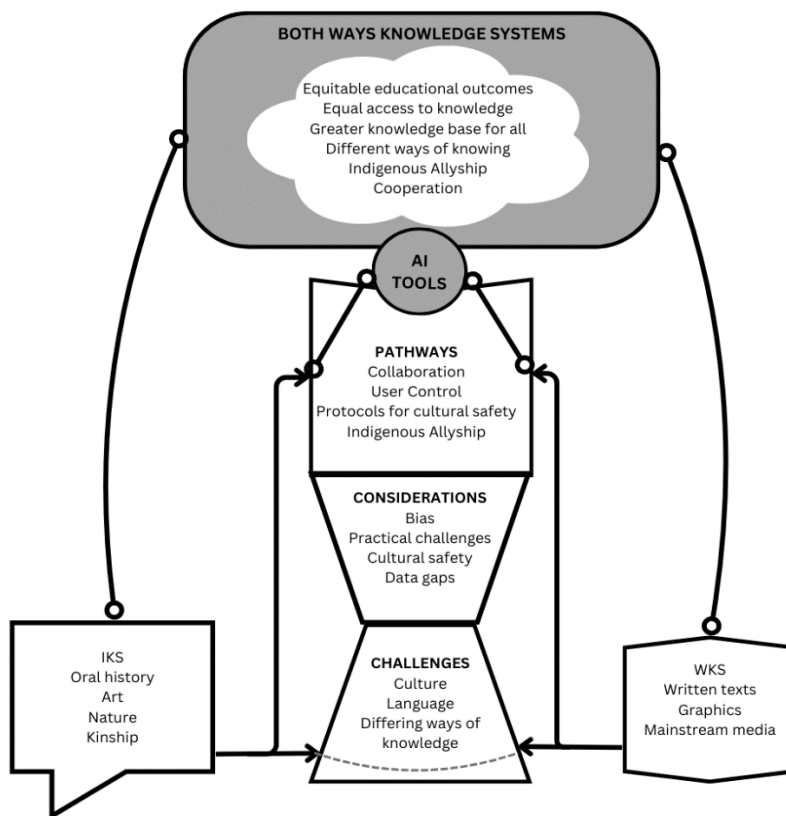 BOTH WAYS KNOWLEDGE SYSTEMS
Equitable educational outcomes
Equal access to knowledge
Greater knowledge base for all
Different ways of knowing
Indigenous Allyship
Cooperation
AI
TOOLS
PATHWAYS
Collaboration
User Control
Protocols for cultural safety
Indigenous Allyship
CONSIDERATIONS
Bias
Practical challenges
Cultural safety
Data gaps
IKS
Oral history
Art
Nature
Kinship
CHALLENGES
Culture
Language
Differing ways of
knowledge
WKS
Written texts
Graphics
Mainstream media